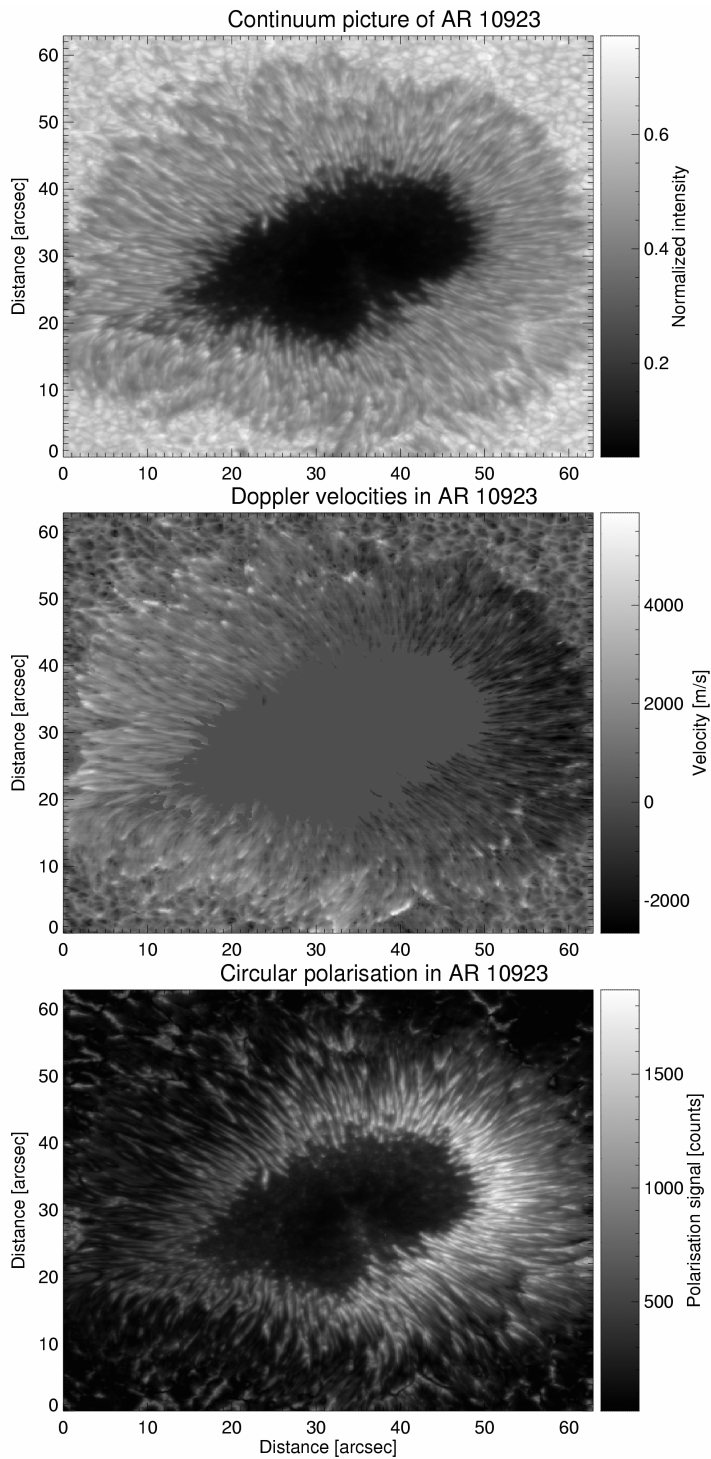 Continuum picture of AR 10923
60
50
40
30
20
10
0
Distance [arcsec]
0 10 20 30 40 50 60
0.6
0.4
0.2
Normalized intensity
Doppler velocities in AR 10923
60
50
40
30
20
10
0
Distance [arcsec]
0 10 20 30 40 50 60
4000
2000
0
-2000
Velocity [m/s]
Circular polarisation in AR 10923
60
50
40
30
20
10
0
Distance [arcsec]
0 10 20 30 40 50 60
Distance [arcsec]
1500
1000
500
Polarisation signal [counts]